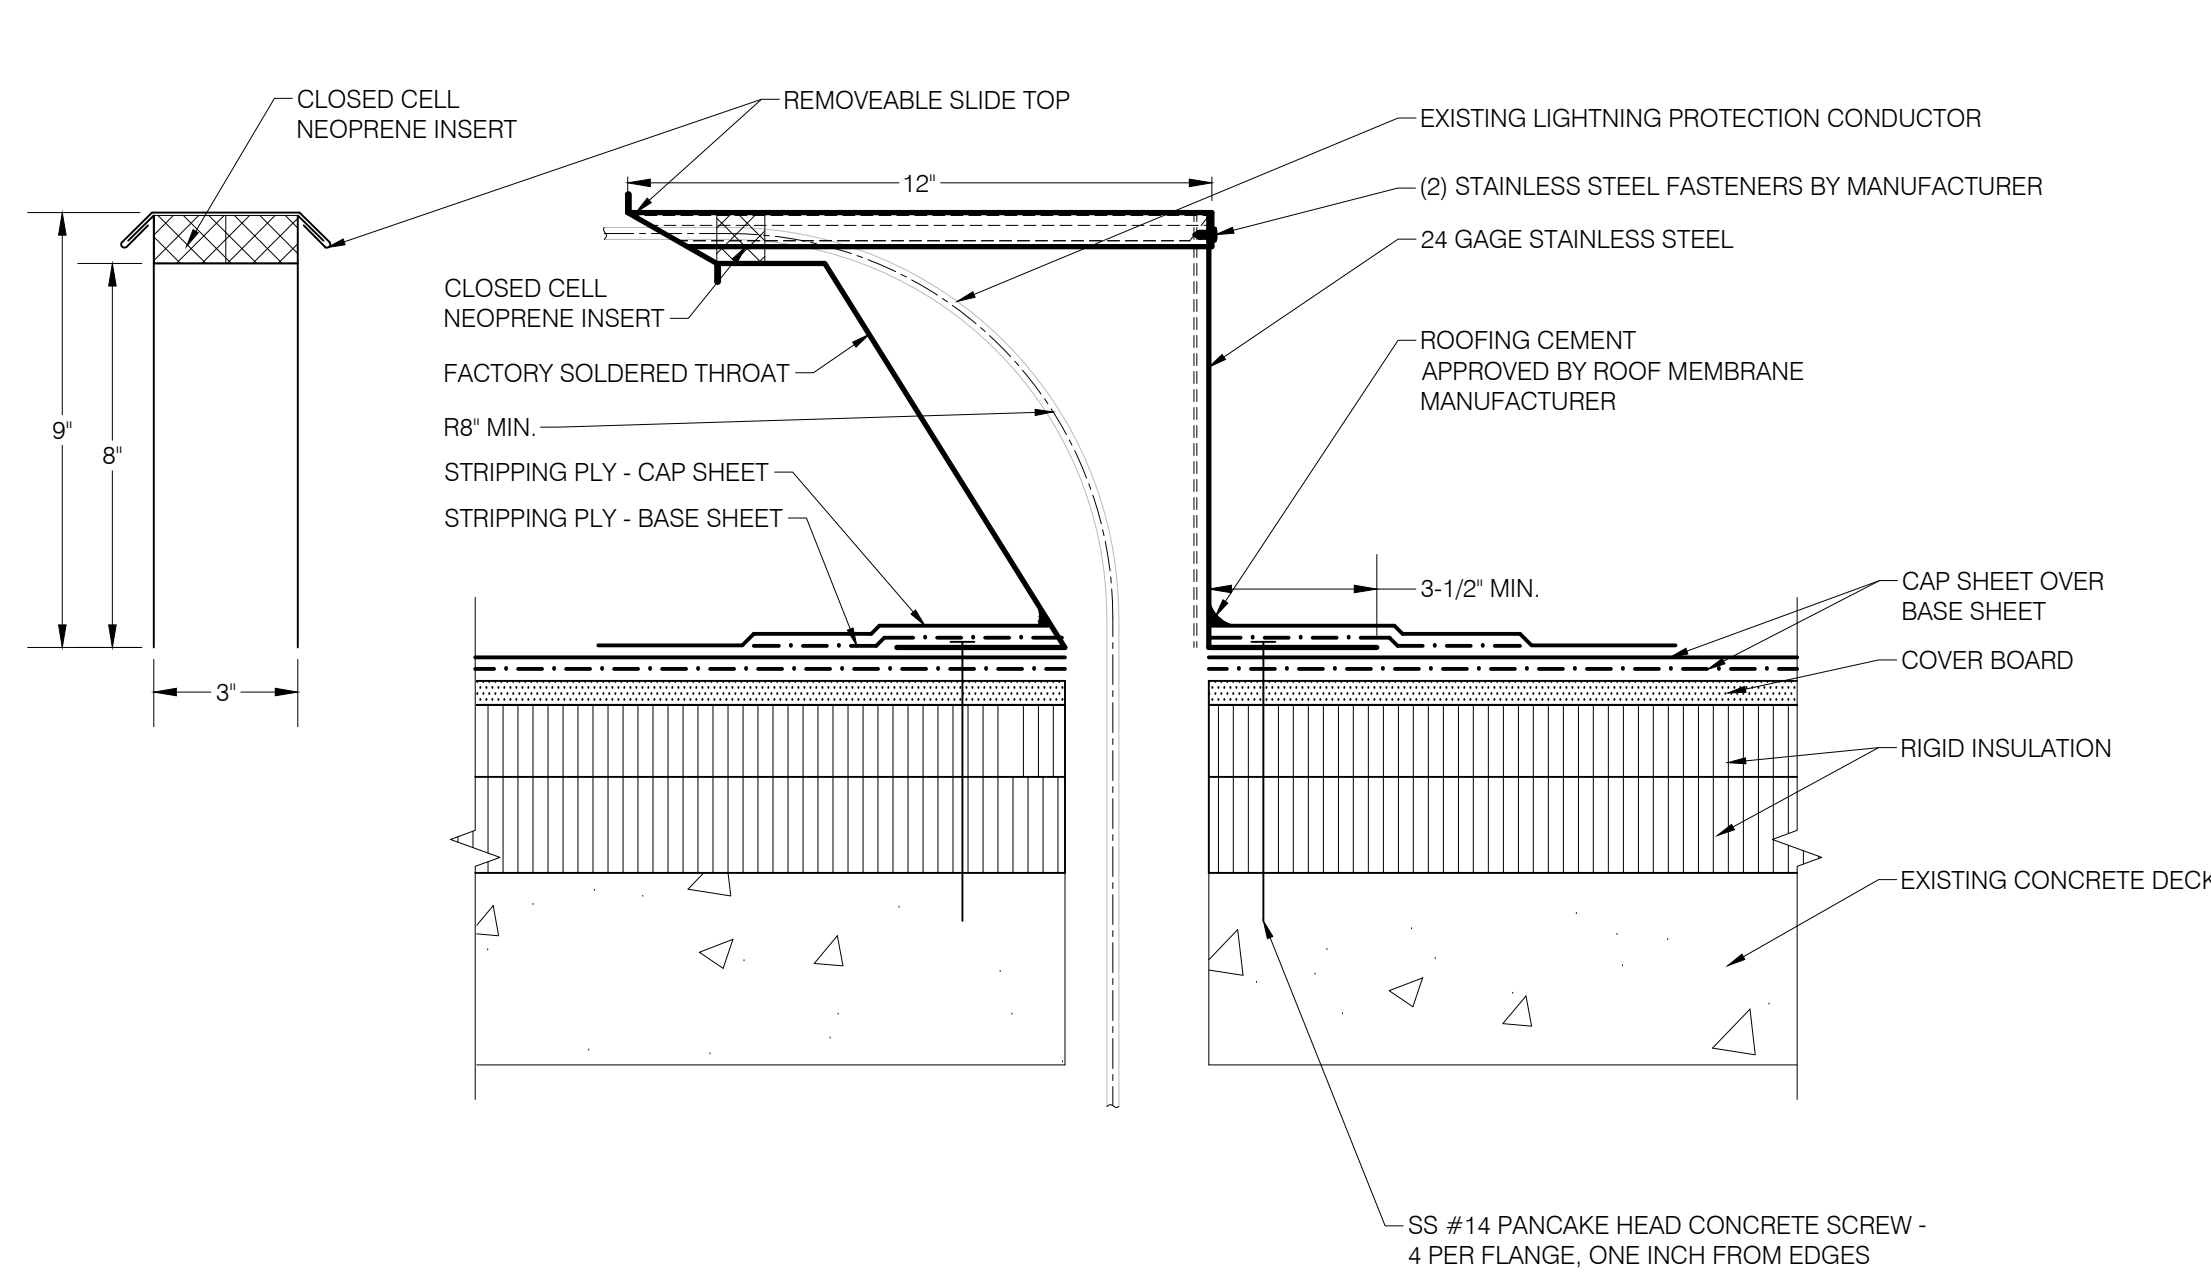 CLOSED CELL
NEOPRENE INSERT
REMOVEABLE SLIDE TOP
EXISTING LIGHTNING PROTECTION CONDUCTOR
12"
(2) STAINLESS STEEL FASTENERS BY MANUFACTURER
24 GAGE STAINLESS STEEL
CLOSED CELL
NEOPRENE INSERT
ROOFING CEMENT
APPROVED BY ROOF MEMBRANE
MANUFACTURER
FACTORY SOLDERED THROAT
9"
8"
R8" MIN.
STRIPPING PLY - CAP SHEET
STRIPPING PLY - BASE SHEET
3-1/2" MIN.
CAP SHEET OVER
BASE SHEET
COVER BOARD
3"
RIGID INSULATION
EXISTING CONCRETE DECK
SS #14 PANCAKE HEAD CONCRETE SCREW -
4 PER FLANGE, ONE INCH FROM EDGES